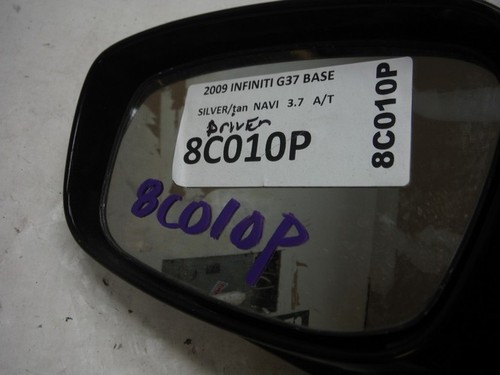 2009 INFINITI G37 BASE
SILVER/tan NAVI 3.7 A/T
DRIVEr
8C010P
8C010P
8C010P